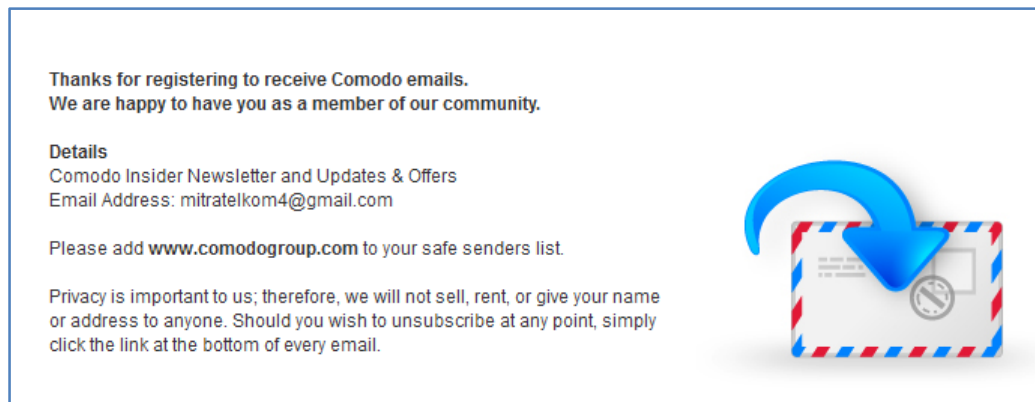 Thanks for registering to receive Comodo emails.
We are happy to have you as a member of our community.
Details
Comodo Insider Newsletter and Updates & Offers
Email Address: mitratelkom4@gmail.com
Please add www.comodogroup.com to your safe senders list.
Privacy is important to us; therefore, we will not sell, rent, or give your name
or address to anyone. Should you wish to unsubscribe at any point, simply
click the link at the bottom of every email.